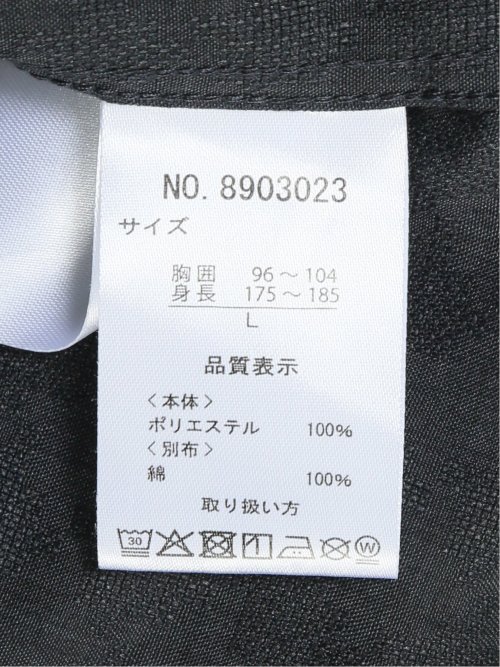 NO. 8903023
サイズ
胸囲 96～104
身長 175～185
L
品質表示
〈本体〉
ポリエステル 100%
〈別布〉
綿 100%
取り扱い方
30 W